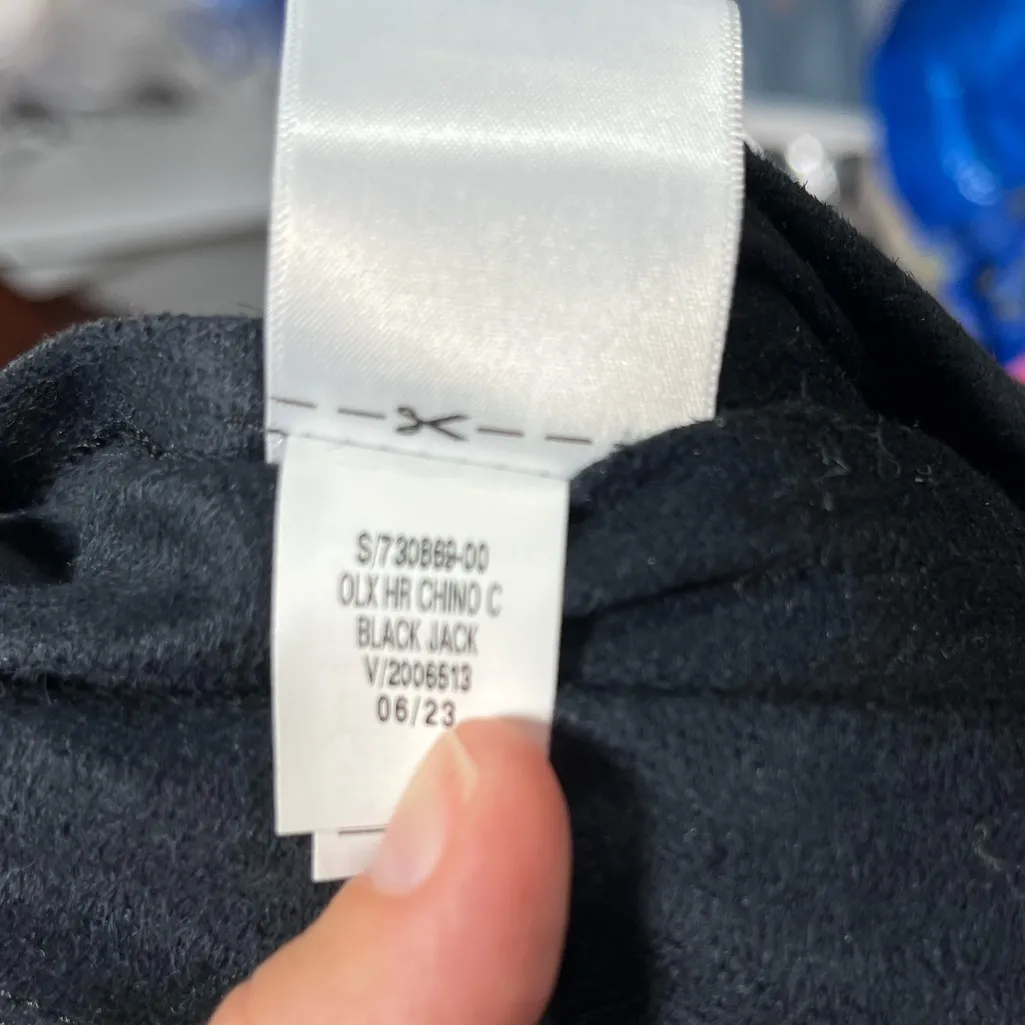 S/730869-00
OLX HR CHINO C
BLACK JACK
V/2006513
06/23